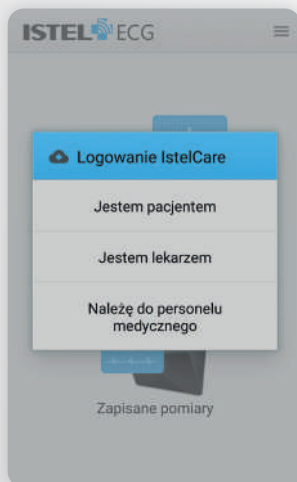 ISTEL ECG
Logowanie IstelCare
Jestem pacjentem
Jestem lekarzem
Należę do personelu
medycznego
Zapisane pomiary